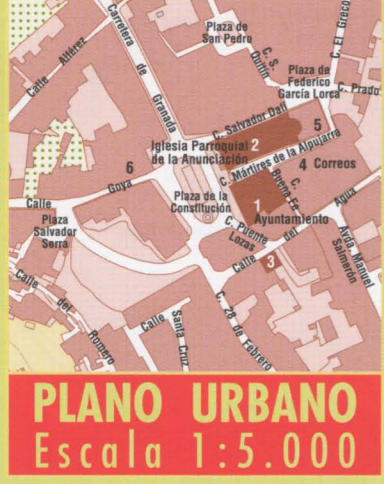 Plaza de
San Pedro
C. El Greco
Carretera de Granada
Calle Alférez
C. S. Quitín
Plaza de
Federico
García Lorca
C. Prado
C. Salvador Dalí
5
Iglesia Parroquial
de la Anunciación
2
C. Mártires de la Alpujarra
4 Correos
6
Goya
C. Buena Fe
Plaza de la
Constitución
1
Ayuntamiento
Agua
Calle
Plaza
Salvador
Serra
C. Puente
Lozas
Calle del
3
Avda. Manuel
Salmerón
Calle del Romero
Calle Santa Cruz
C. 28 de Febrero
PLANO URBANO
Escala 1:5.000